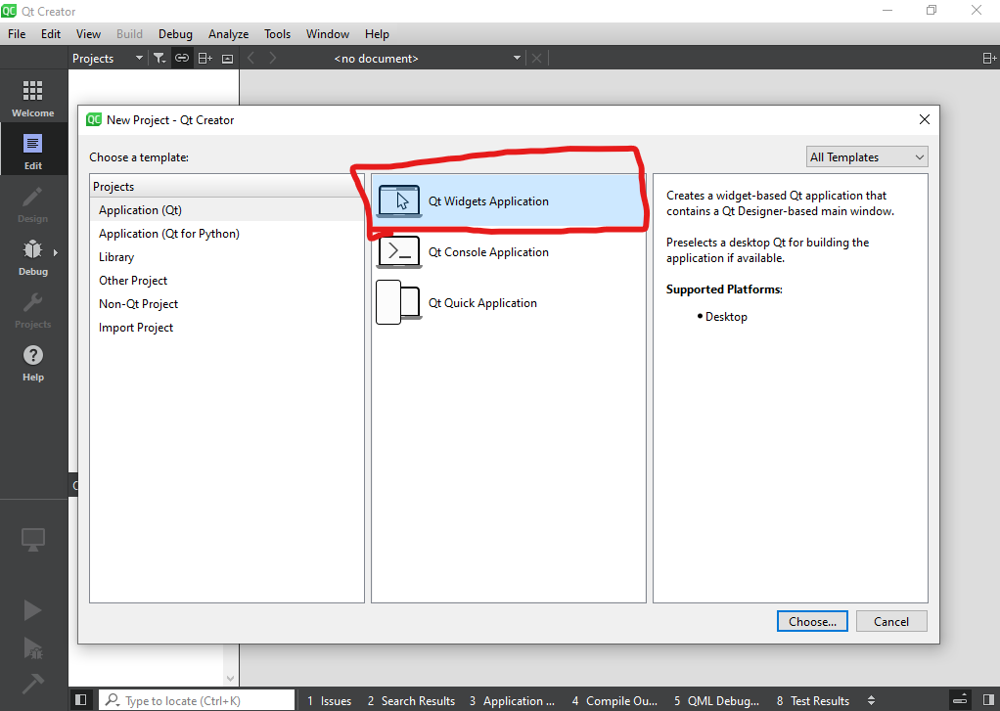 QC Qt Creator
File Edit View Build Debug Analyze Tools Window Help
Projects <no document>
Welcome
Edit
Design
Debug
Projects
Help
QC New Project - Qt Creator
Choose a template:
All Templates
Projects
Application (Qt)
Application (Qt for Python)
Library
Other Project
Non-Qt Project
Import Project
Qt Widgets Application
Qt Console Application
Qt Quick Application
Creates a widget-based Qt application that
contains a Qt Designer-based main window.
Preselects a desktop Qt for building the
application if available.
Supported Platforms:
• Desktop
Choose... Cancel
Type to locate (Ctrl+K) 1 Issues 2 Search Results 3 Application ... 4 Compile Ou... 5 QML Debug... 8 Test Results